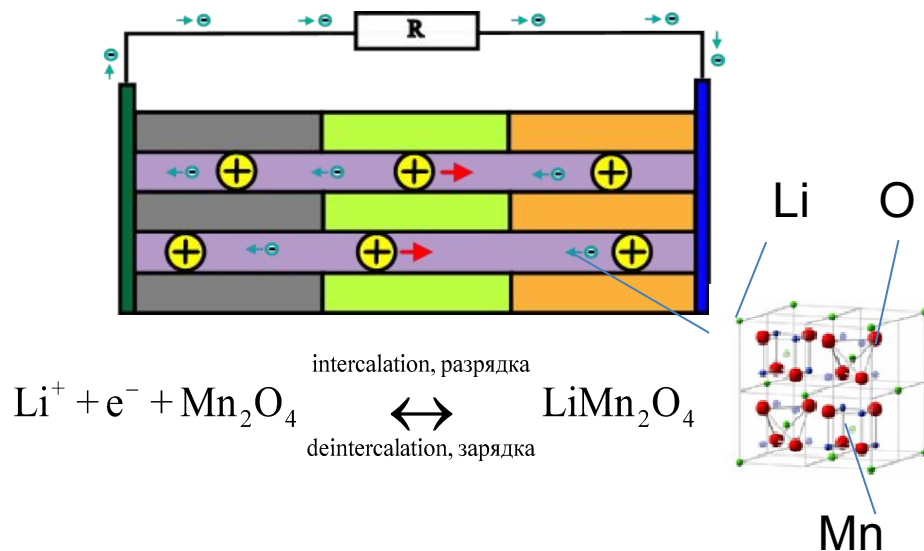 R
Li O
intercalation, разрядка
Li⁺ + e⁻ + Mn₂O₄ ↔ LiMn₂O₄
deintercalation, зарядка
Mn